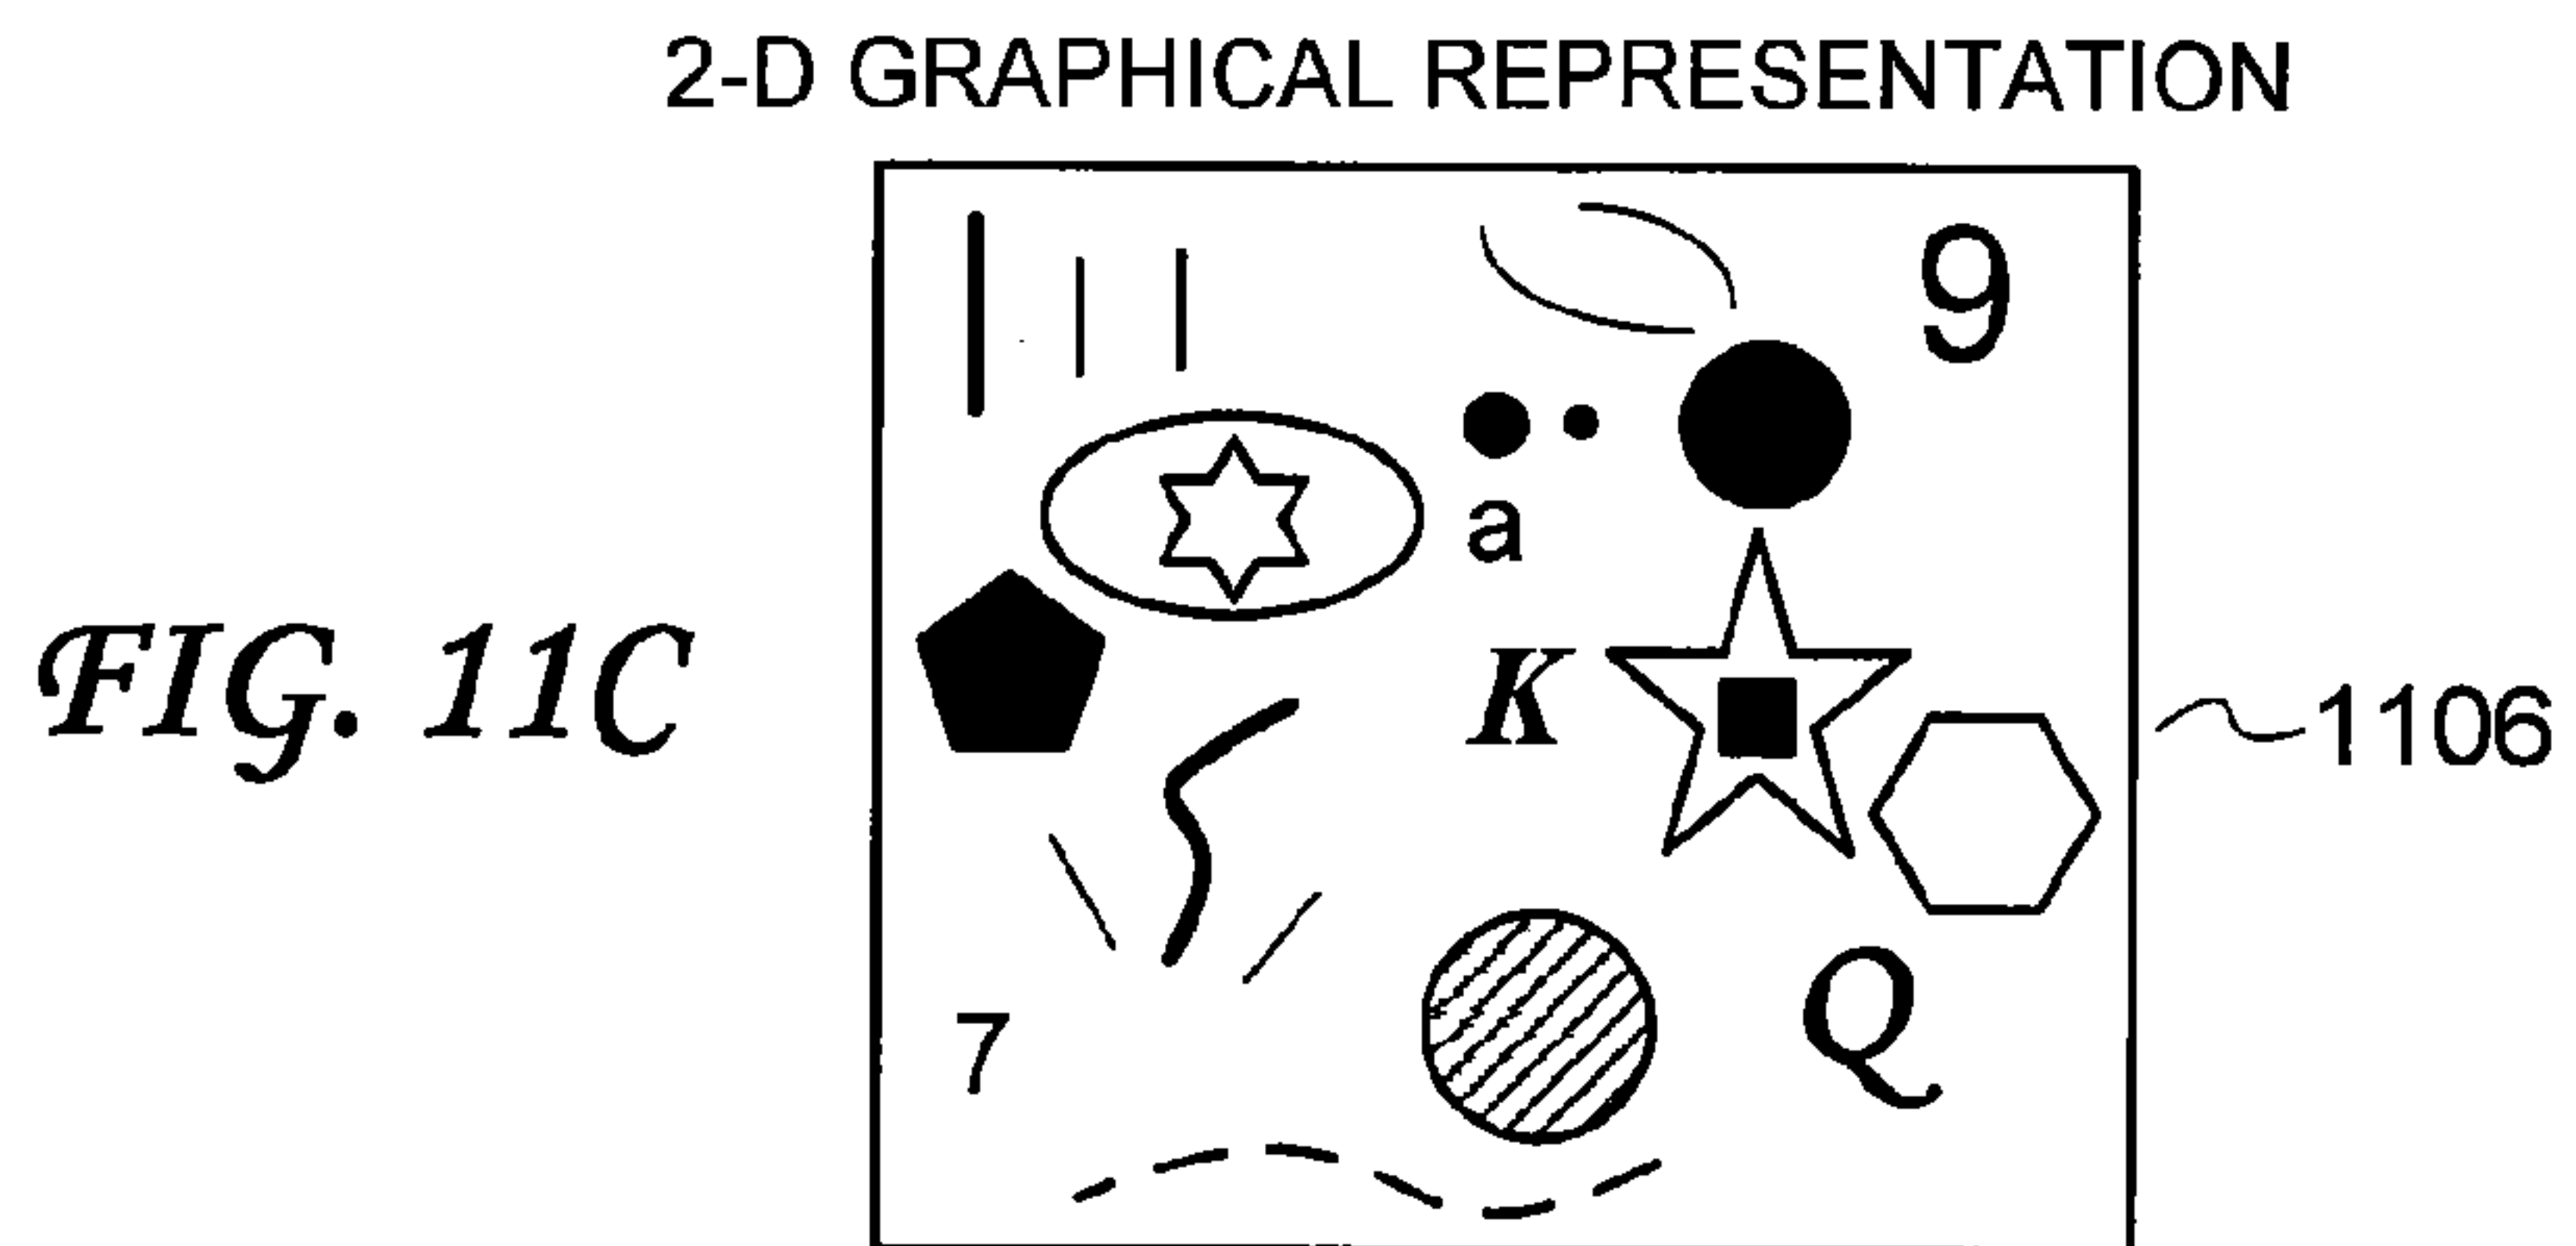 2-D GRAPHICAL REPRESENTATION
9
a
FIG. 11C
K
1106
Q
7